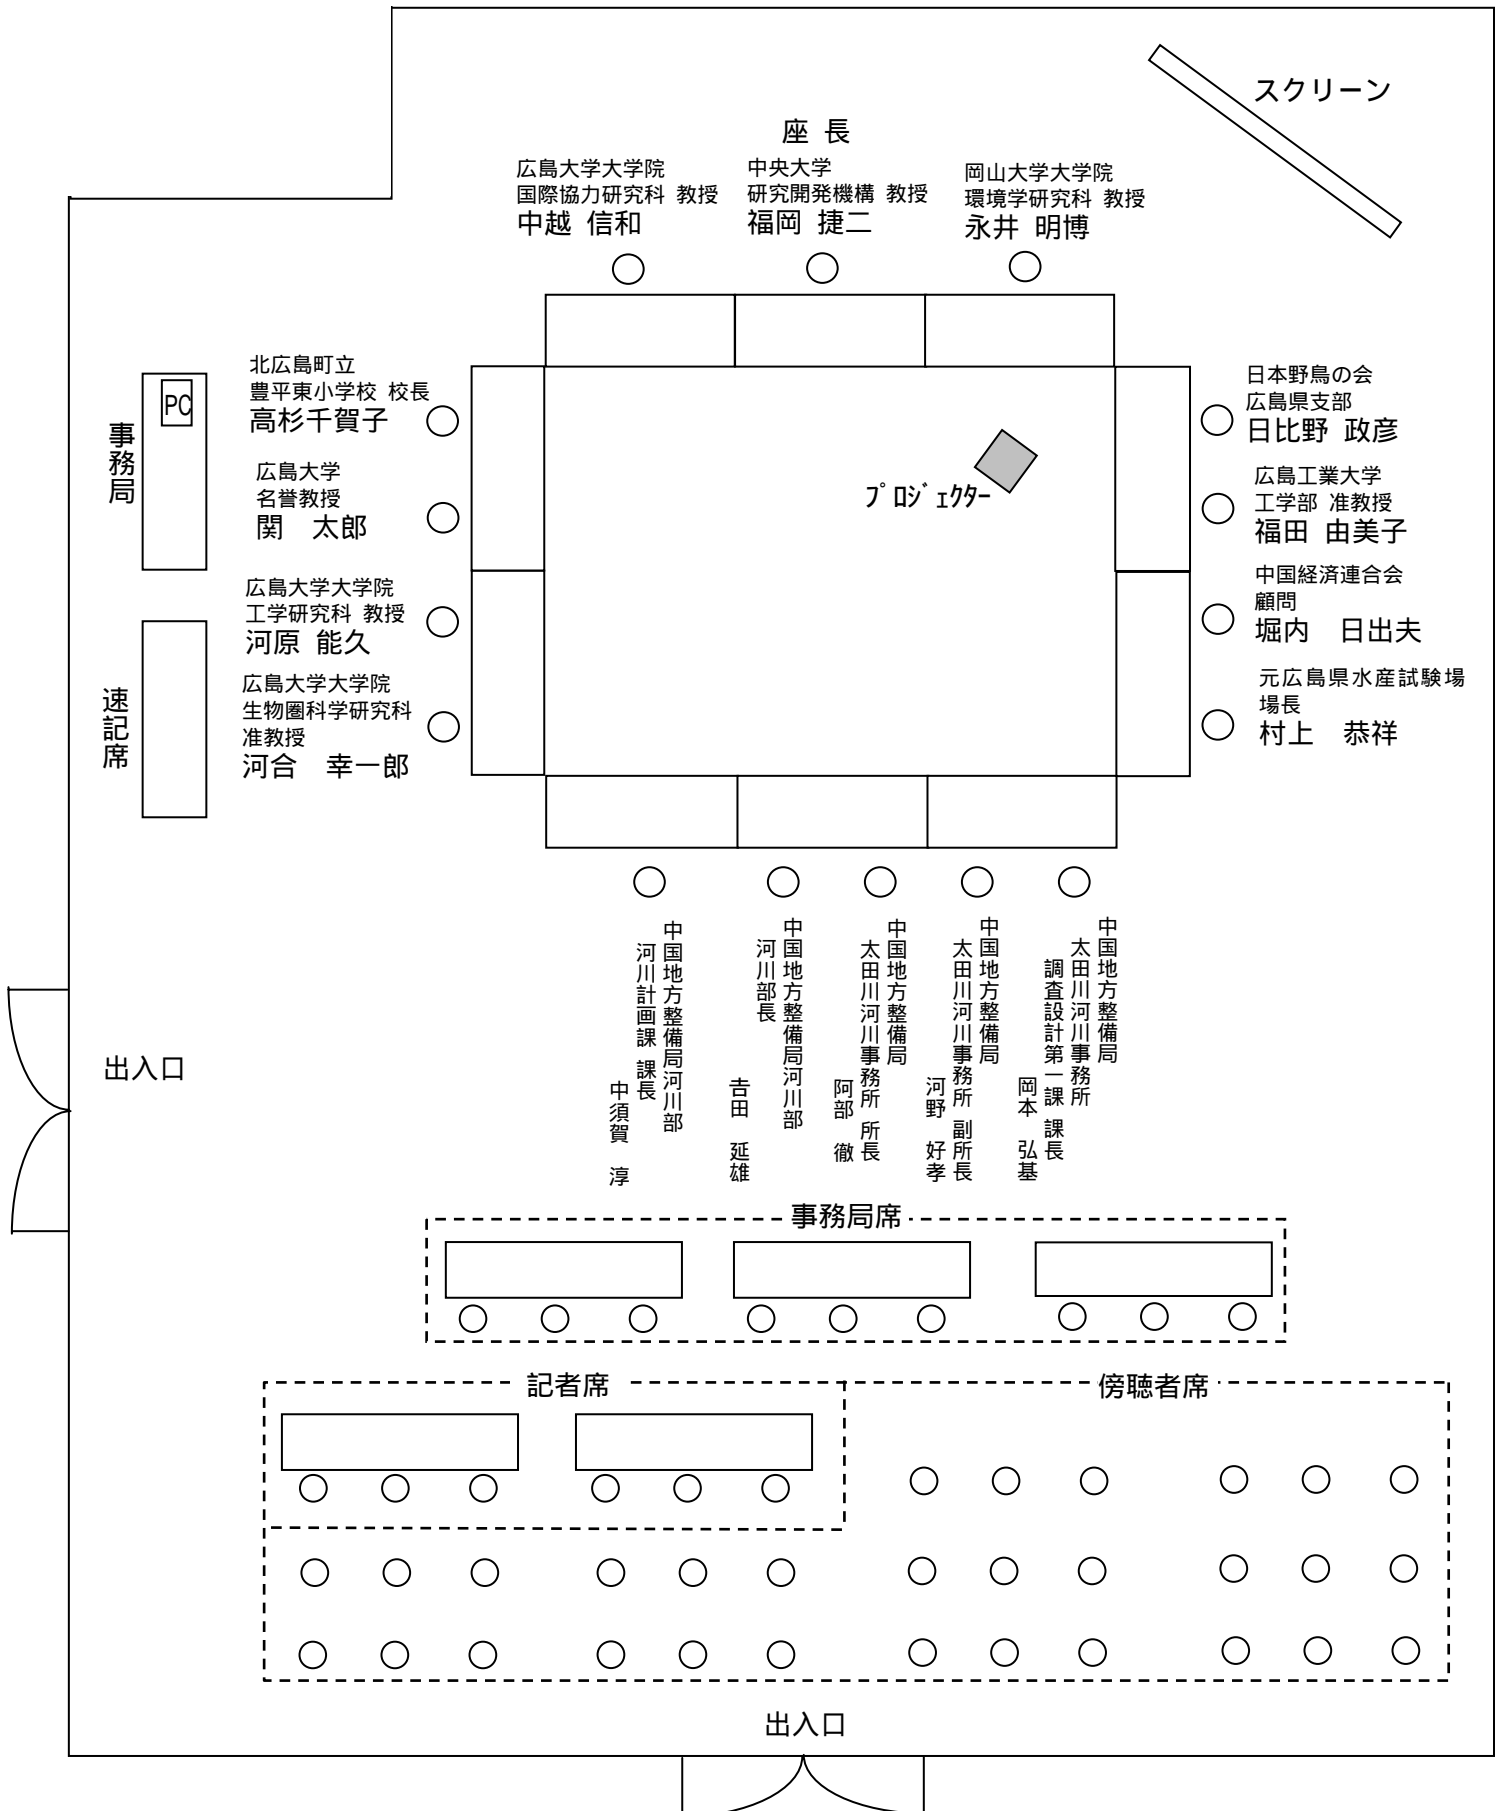 スクリーン
座 長
広島大学大学院
国際協力研究科 教授
中越 信和
中央大学
研究開発機構 教授
福岡 捷二
岡山大学大学院
環境学研究科 教授
永井 明博
事務局
PC
速記席
北広島町立
豊平東小学校 校長
高杉千賀子
広島大学
名誉教授
関 太郎
広島大学大学院
工学研究科 教授
河原 能久
広島大学大学院
生物圏科学研究科
准教授
河合 幸一郎
ﾌﾟﾛｼﾞｪｸﾀｰ
日本野鳥の会
広島県支部
日比野 政彦
広島工業大学
工学部 准教授
福田 由美子
中国経済連合会
顧問
堀内 日出夫
元広島県水産試験場
場長
村上 恭祥
中国地方整備局河川部
河川計画課 課長
中須賀 淳
中国地方整備局河川部
河川部長
吉田 延雄
中国地方整備局
太田川河川事務所 所長
阿部 徹
中国地方整備局
太田川河川事務所 副所長
河野 好孝
中国地方整備局
太田川河川事務所
調査設計第一課 課長
岡本 弘基
出入口
事務局席
記者席
傍聴者席
出入口